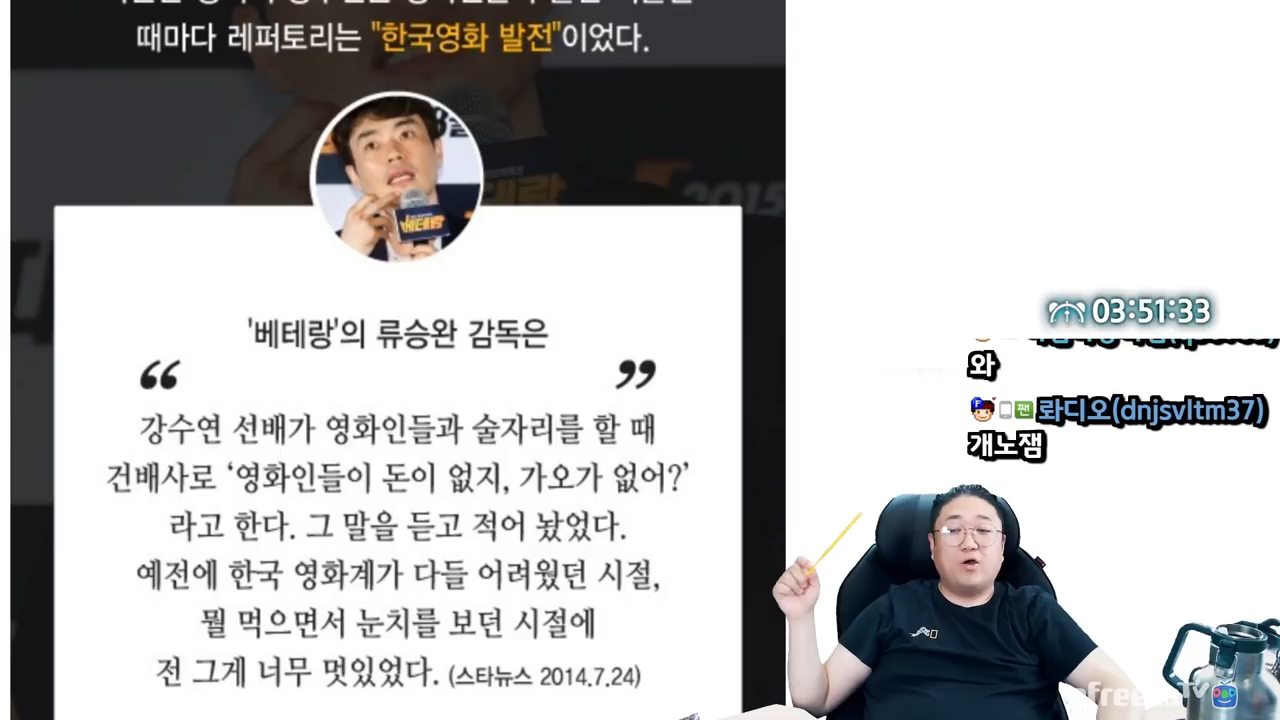 때마다 레퍼토리는 "한국영화 발전"이었다.
베테랑
2015
'베테랑'의 류승완 감독은
“ ”
강수연 선배가 영화인들과 술자리를 할 때
건배사로 ‘영화인들이 돈이 없지, 가오가 없어?’
라고 한다. 그 말을 듣고 적어 놨었다.
예전에 한국 영화계가 다들 어려웠던 시절,
뭘 먹으면서 눈치를 보던 시절에
전 그게 너무 멋있었다. (스타뉴스 2014.7.24)
03:51:33
와
F 팬 롸디오(dnjsvltm37)
개노잼
afreecaTV